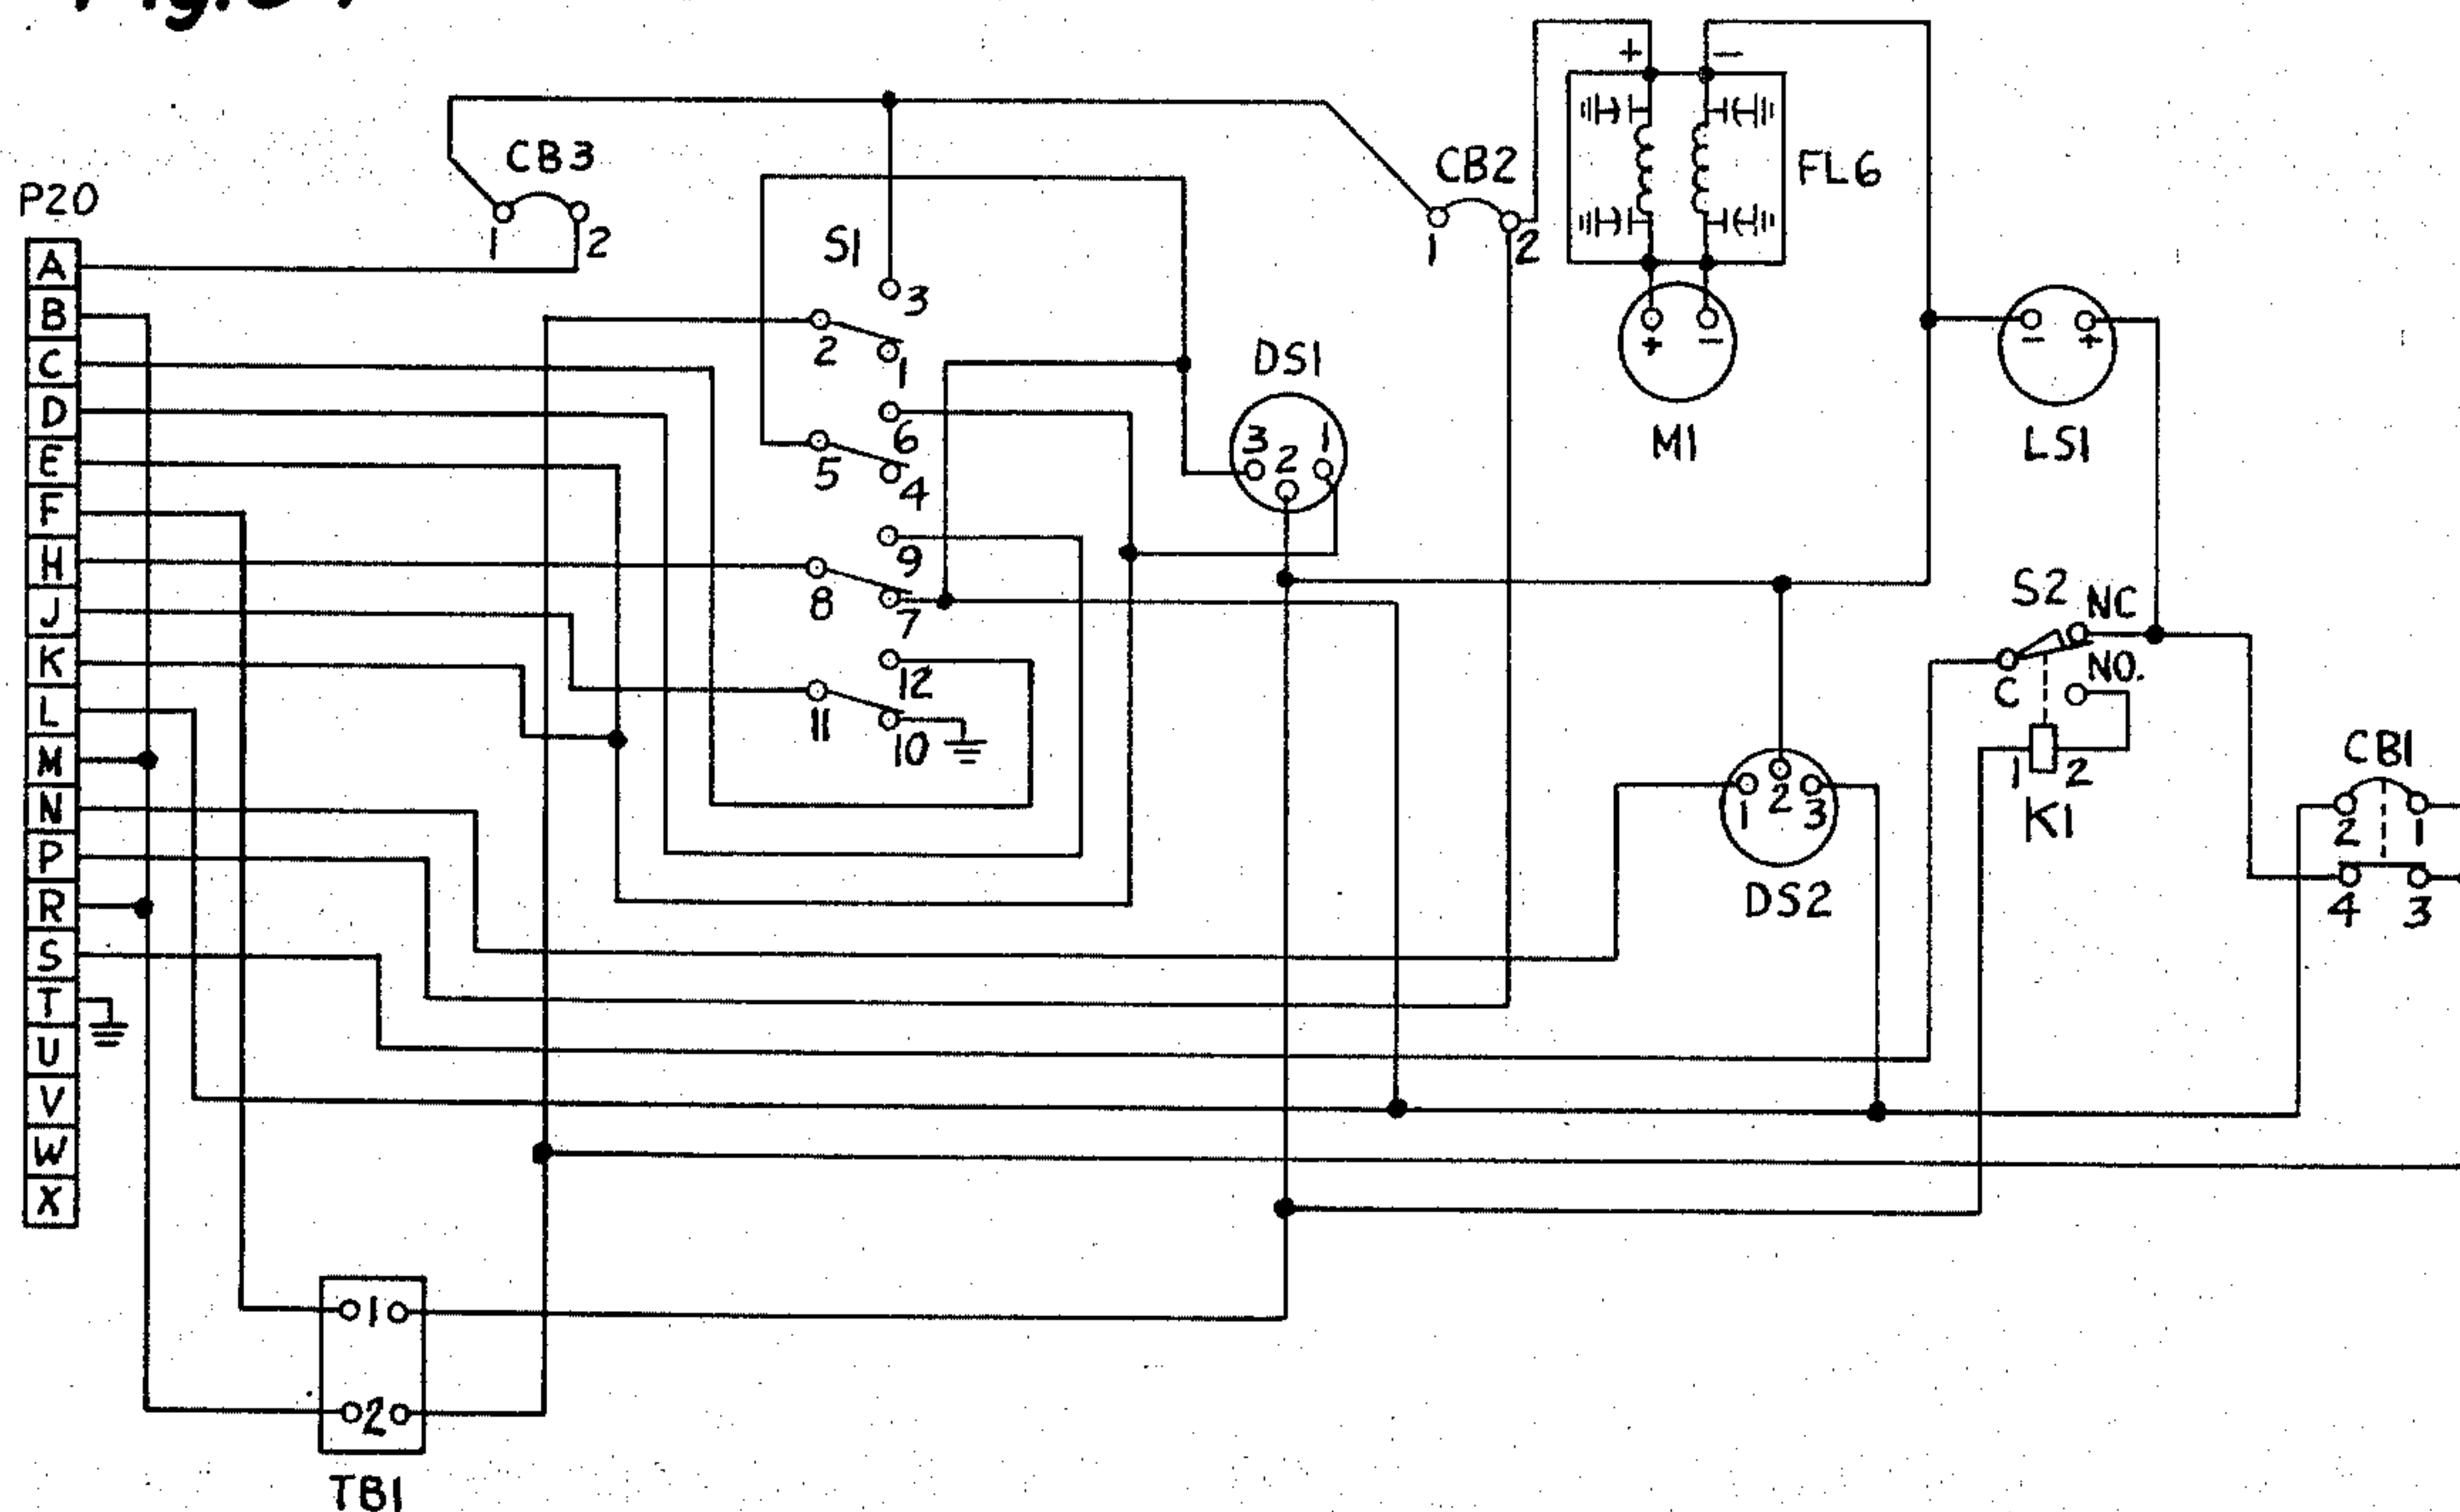 P20
A
B
C
D
E
F
H
J
K
L
M
N
P
R
S
T
U
V
W
X
CB3
1 2
S1
3
2
1
6
5
4
9
8
7
12
11
10
CB2
1 2
+ −
FL6
+ −
M1
− +
LS1
DS1
3 2 1
S2 NC
C NO.
1 2
K1
1 2 3
DS2
CB1
2 1
4 3
1
2
TB1